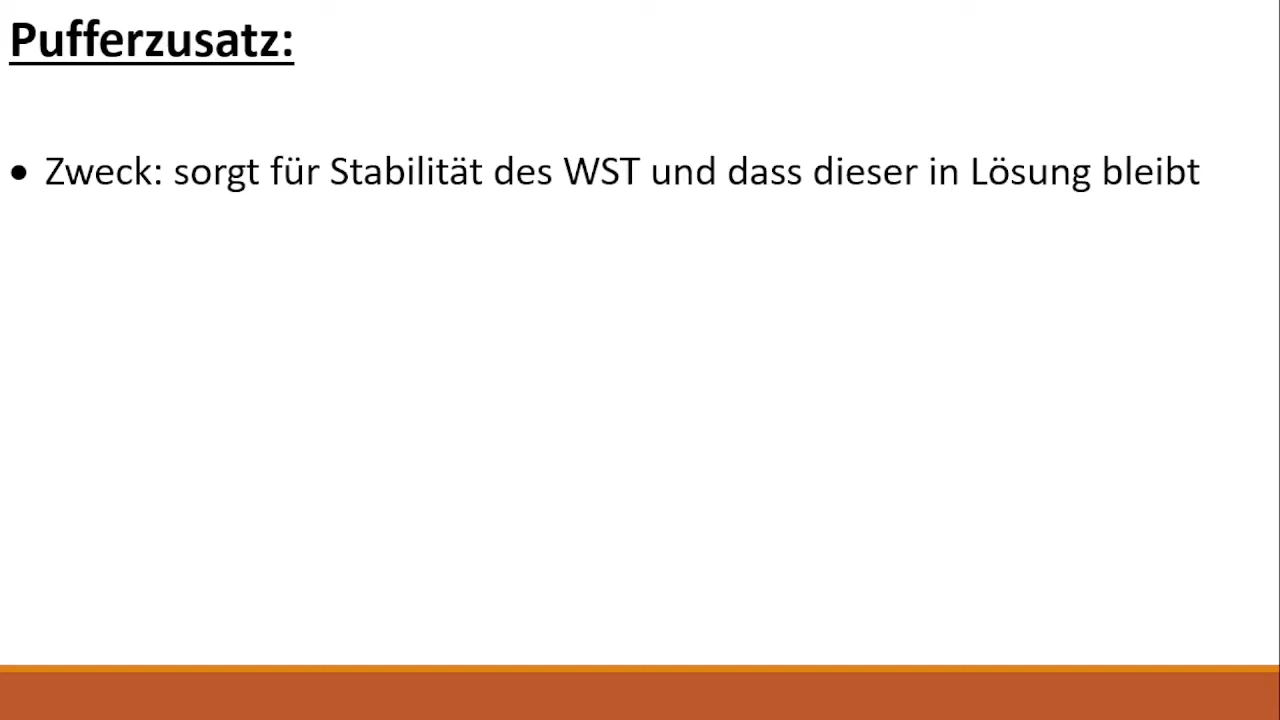 Pufferzusatz:
• Zweck: sorgt für Stabilität des WST und dass dieser in Lösung bleibt